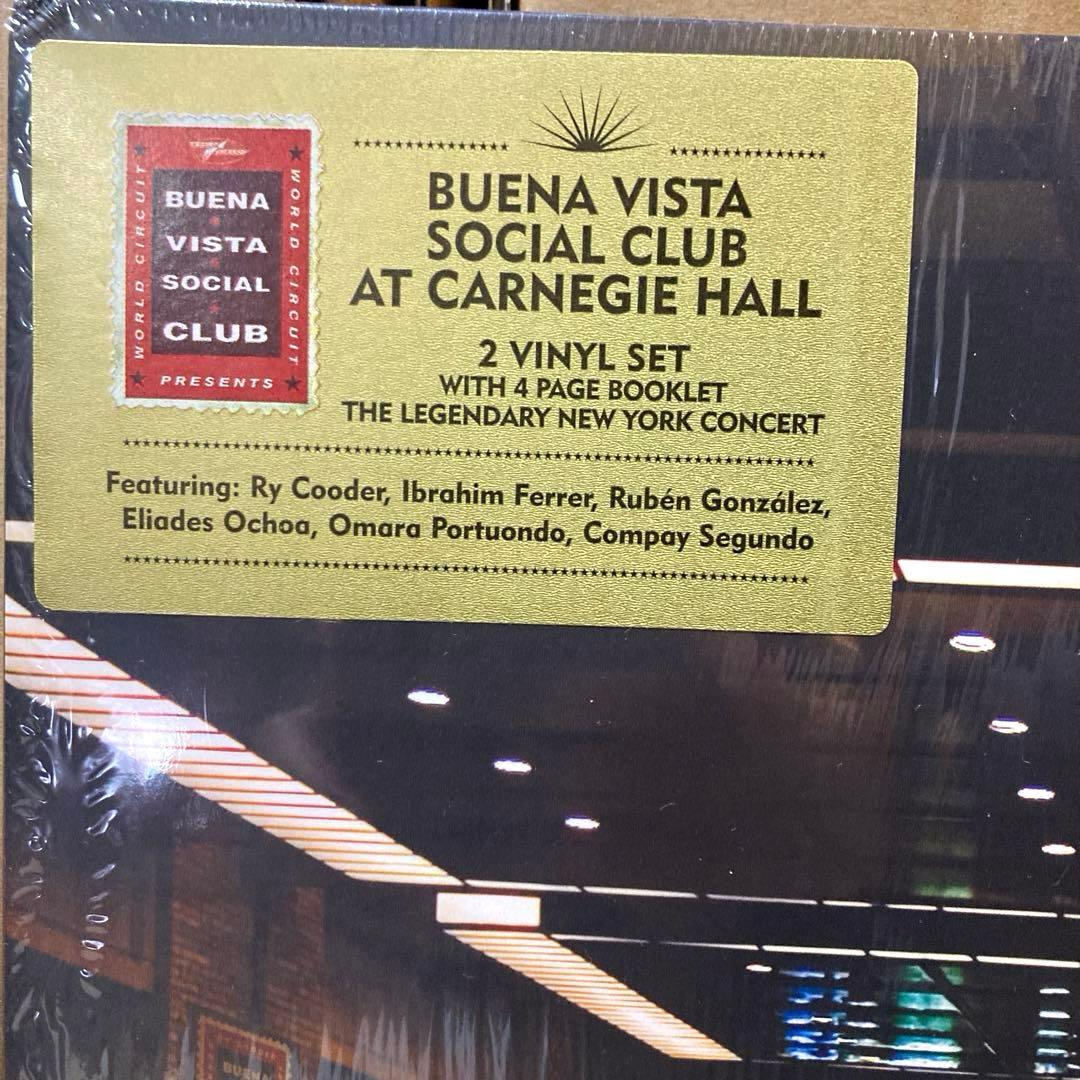 WORLD CIRCUIT
BUENA
VISTA
SOCIAL
CLUB
WORLD CIRCUIT
PRESENTS
BUENA VISTA
SOCIAL CLUB
AT CARNEGIE HALL
2 VINYL SET
WITH 4 PAGE BOOKLET
THE LEGENDARY NEW YORK CONCERT
Featuring: Ry Cooder, Ibrahim Ferrer, Rubén González,
Eliades Ochoa, Omara Portuondo, Compay Segundo
BUENA